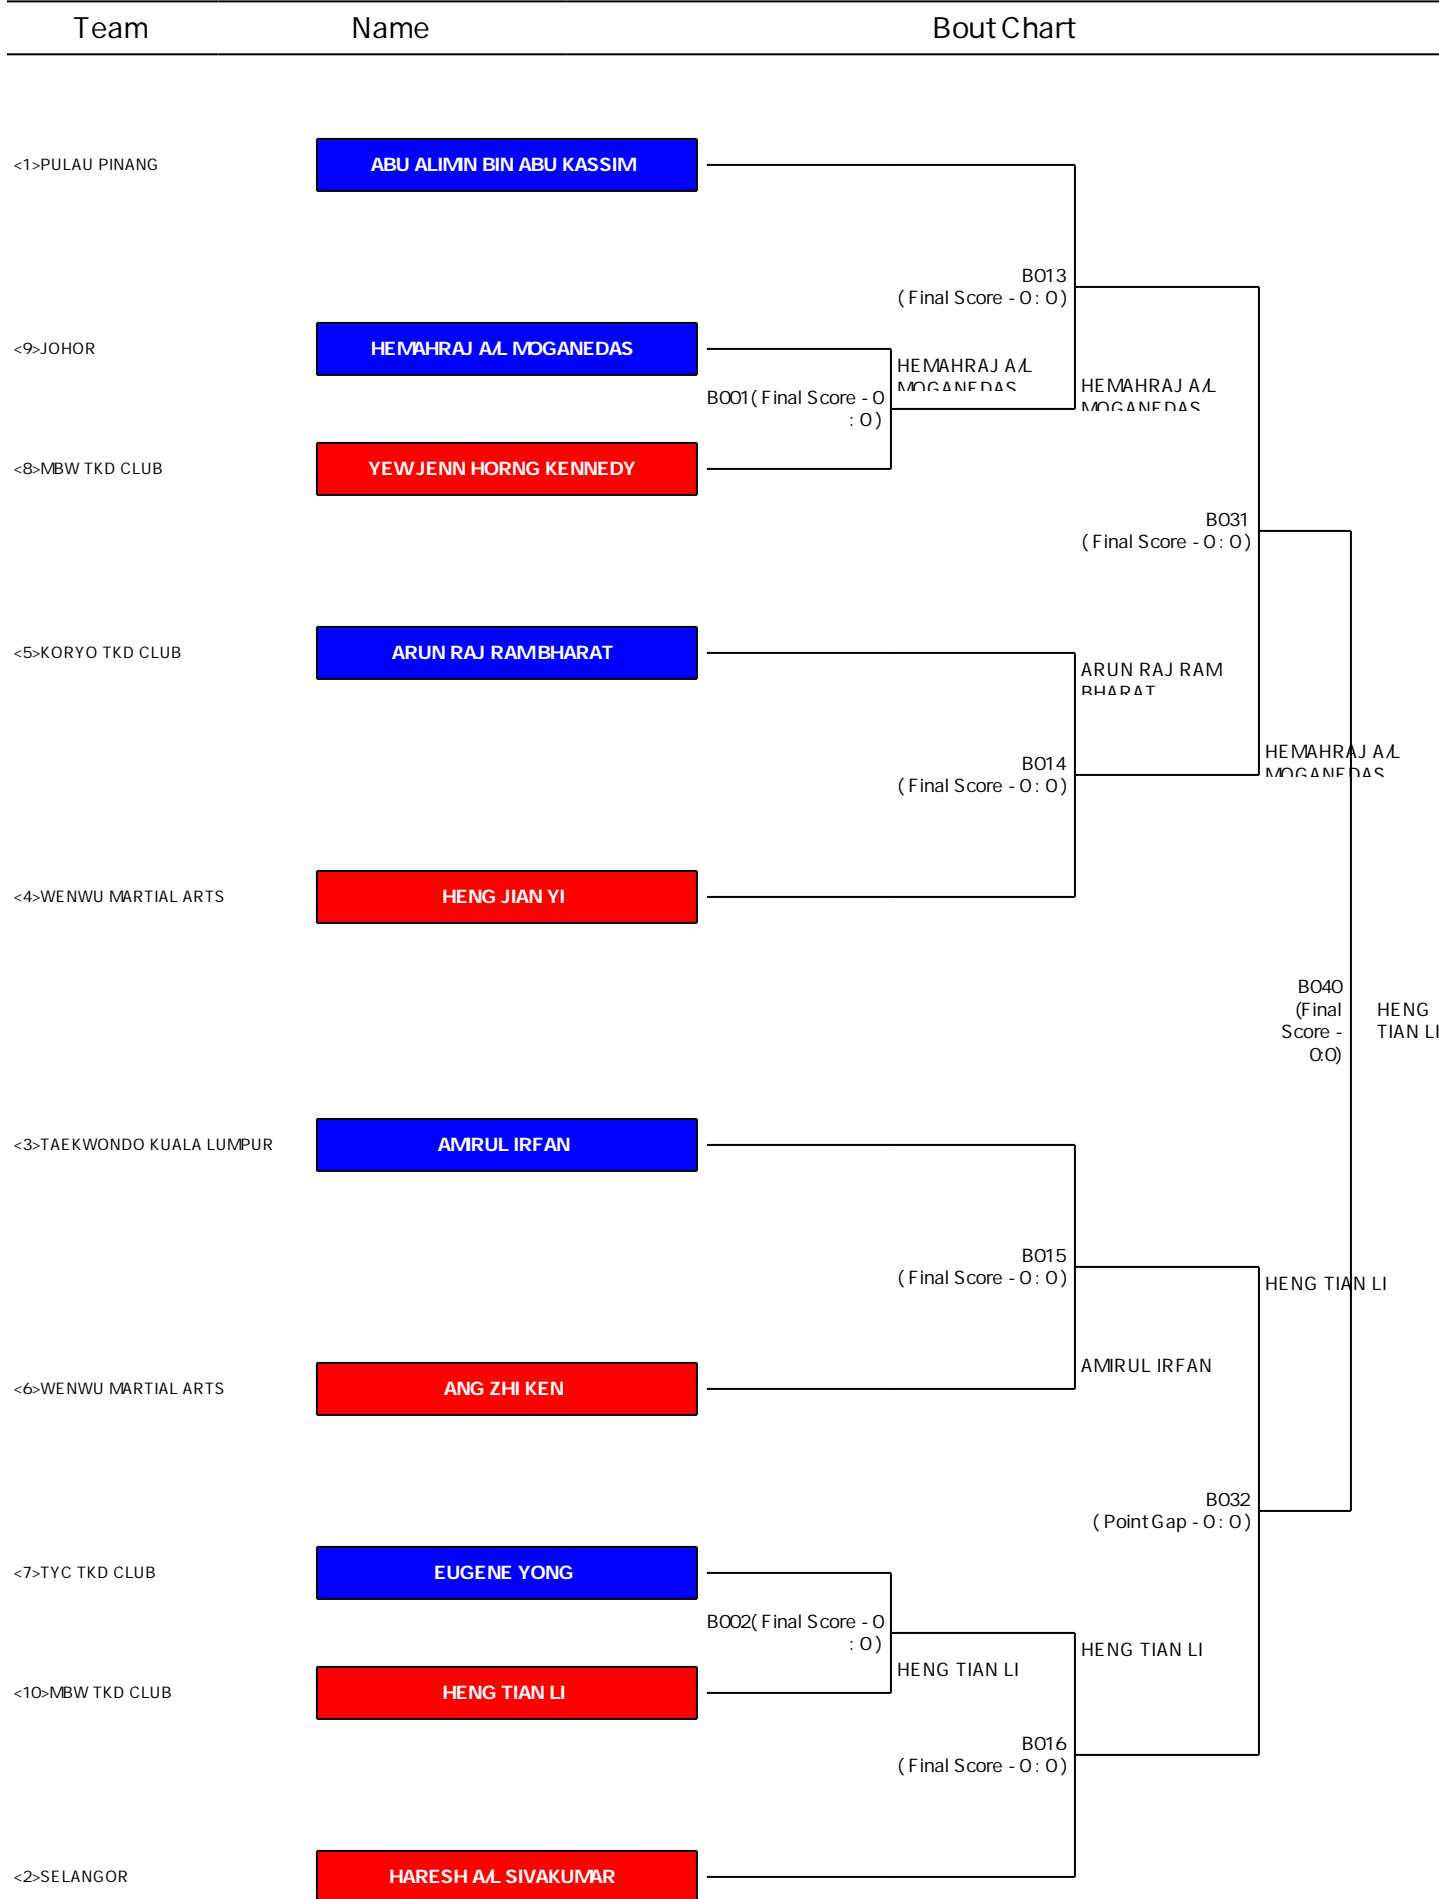 Team Name Bout Chart
<1>PULAU PINANG ABU ALIMIN BIN ABU KASSIM
B013
( Final Score - 0 : 0 )
<9>JOHOR HEMAHRAJ A/L MOGANEDAS
HEMAHRAJ A/L
MOGANEDAS
HEMAHRAJ A/L
MOGANEDAS
B001( Final Score - 0
: 0 )
<8>MBW TKD CLUB YEW JENN HORNG KENNEDY
B031
( Final Score - 0 : 0 )
<5>KORYO TKD CLUB ARUN RAJ RAM BHARAT
ARUN RAJ RAM
BHARAT
HEMAHRAJ A/L
MOGANEDAS
B014
( Final Score - 0 : 0 )
<4>WENWU MARTIAL ARTS HENG JIAN YI
B040
(Final
Score -
0:0)
HENG
TIAN LI
<3>TAEKWONDO KUALA LUMPUR AMIRUL IRFAN
B015
( Final Score - 0 : 0 )
HENG TIAN LI
AMIRUL IRFAN
<6>WENWU MARTIAL ARTS ANG ZHI KEN
B032
( Point Gap - 0 : 0 )
<7>TYC TKD CLUB EUGENE YONG
B002( Final Score - 0
: 0 )
HENG TIAN LI
HENG TIAN LI
<10>MBW TKD CLUB HENG TIAN LI
B016
( Final Score - 0 : 0 )
<2>SELANGOR HARESH A/L SIVAKUMAR